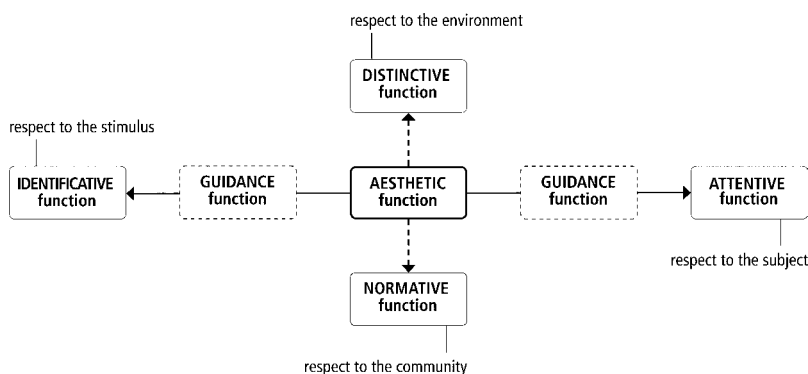 respect to the environment
DISTINCTIVE
function
respect to the stimulus
IDENTIFICATIVE
function
GUIDANCE
function
AESTHETIC
function
GUIDANCE
function
ATTENTIVE
function
respect to the subject
NORMATIVE
function
respect to the community